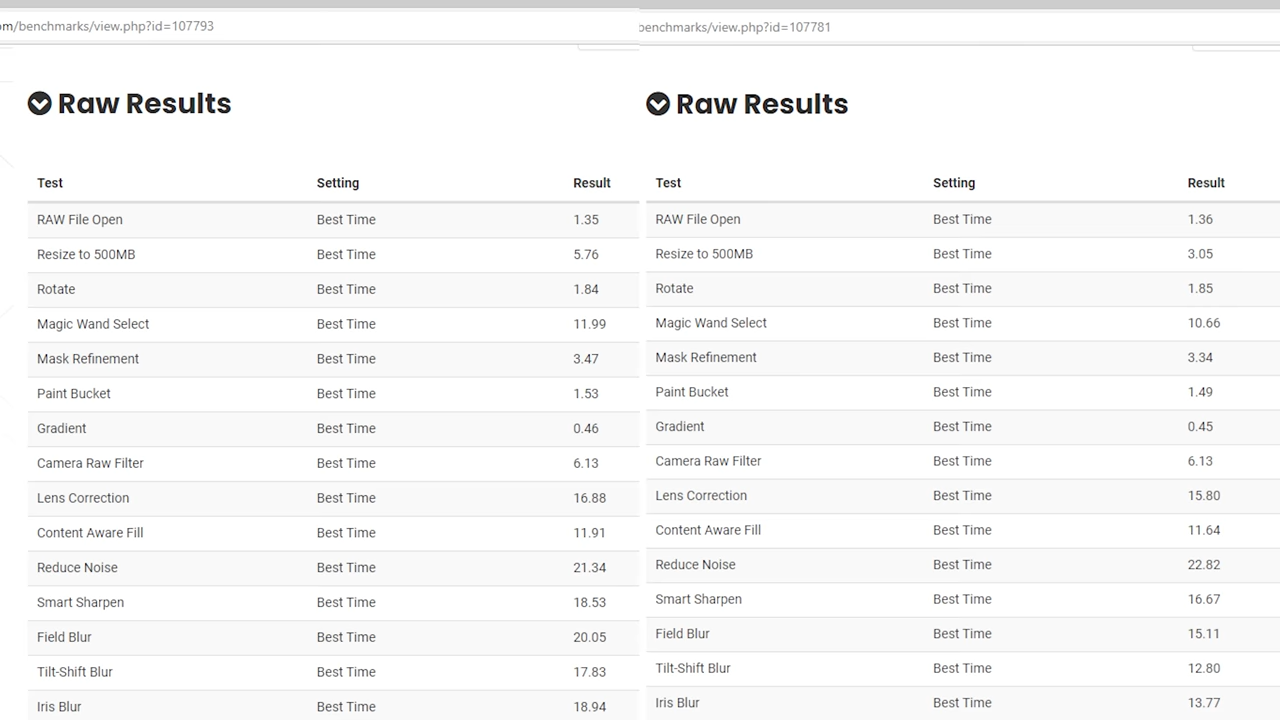 om/benchmarks/view.php?id=107793
Raw Results
Test Setting Result
RAW File Open Best Time 1.35
Resize to 500MB Best Time 5.76
Rotate Best Time 1.84
Magic Wand Select Best Time 11.99
Mask Refinement Best Time 3.47
Paint Bucket Best Time 1.53
Gradient Best Time 0.46
Camera Raw Filter Best Time 6.13
Lens Correction Best Time 16.88
Content Aware Fill Best Time 11.91
Reduce Noise Best Time 21.34
Smart Sharpen Best Time 18.53
Field Blur Best Time 20.05
Tilt-Shift Blur Best Time 17.83
Iris Blur Best Time 18.94
benchmarks/view.php?id=107781
Raw Results
Test Setting Result
RAW File Open Best Time 1.36
Resize to 500MB Best Time 3.05
Rotate Best Time 1.85
Magic Wand Select Best Time 10.66
Mask Refinement Best Time 3.34
Paint Bucket Best Time 1.49
Gradient Best Time 0.45
Camera Raw Filter Best Time 6.13
Lens Correction Best Time 15.80
Content Aware Fill Best Time 11.64
Reduce Noise Best Time 22.82
Smart Sharpen Best Time 16.67
Field Blur Best Time 15.11
Tilt-Shift Blur Best Time 12.80
Iris Blur Best Time 13.77